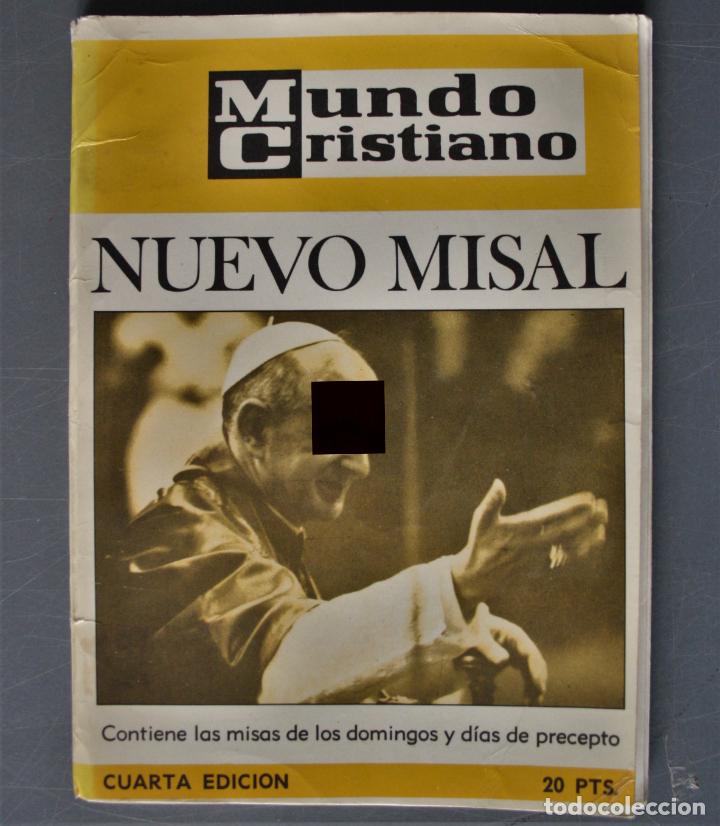 Mundo
Cristiano
NUEVO MISAL
Contiene las misas de los domingos y días de precepto
CUARTA EDICION 20 PTS.
todocoleccion